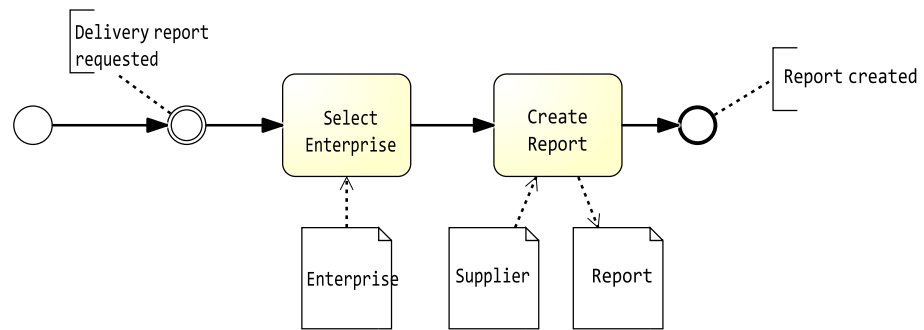 Delivery report
requested
Report created
Select
Enterprise
Create
Report
Enterprise
Supplier
Report